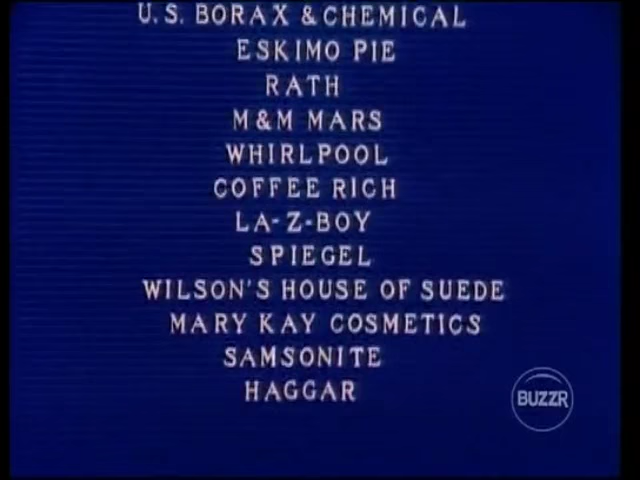 U.S. BORAX & CHEMICAL
ESKIMO PIE
RATH
M&M MARS
WHIRLPOOL
COFFEE RICH
LA-Z-BOY
SPIEGEL
WILSON'S HOUSE OF SUEDE
MARY KAY COSMETICS
SAMSONITE
HAGGAR
BUZZR